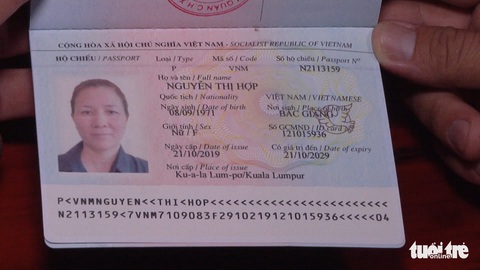 CỘNG HÒA XÃ HỘI CHỦ NGHĨA VIỆT NAM - SOCIALIST REPUBLIC OF VIETNAM
HỘ CHIẾU / PASSPORT Loại / Type Mã số / Code Số hộ chiếu / Passport Nº
P VNM N2113159
Họ và tên / Full name
NGUYỄN THỊ HỢP
Quốc tịch / Nationality VIỆT NAM / VIETNAMESE
Ngày sinh / Date of birth Nơi sinh / Place of birth
08/09/1971 BẮC GIANG
Giới tính / Sex Số GCMND / ID card Nº
NỮ / F 121015936
Ngày cấp / Date of issue Có giá trị đến / Date of expiry
21/10/2019 21/10/2029
Nơi cấp / Place of issue
Ku-a-la Lum-pơ/Kuala Lumpur
P<VNMNGUYEN<<THI<HOP<<<<<<<<<<<<<<<<<<<<<<<<
N2113159<7VNM7109083F2910219121015936<<<<<04
tuổi trẻ
online